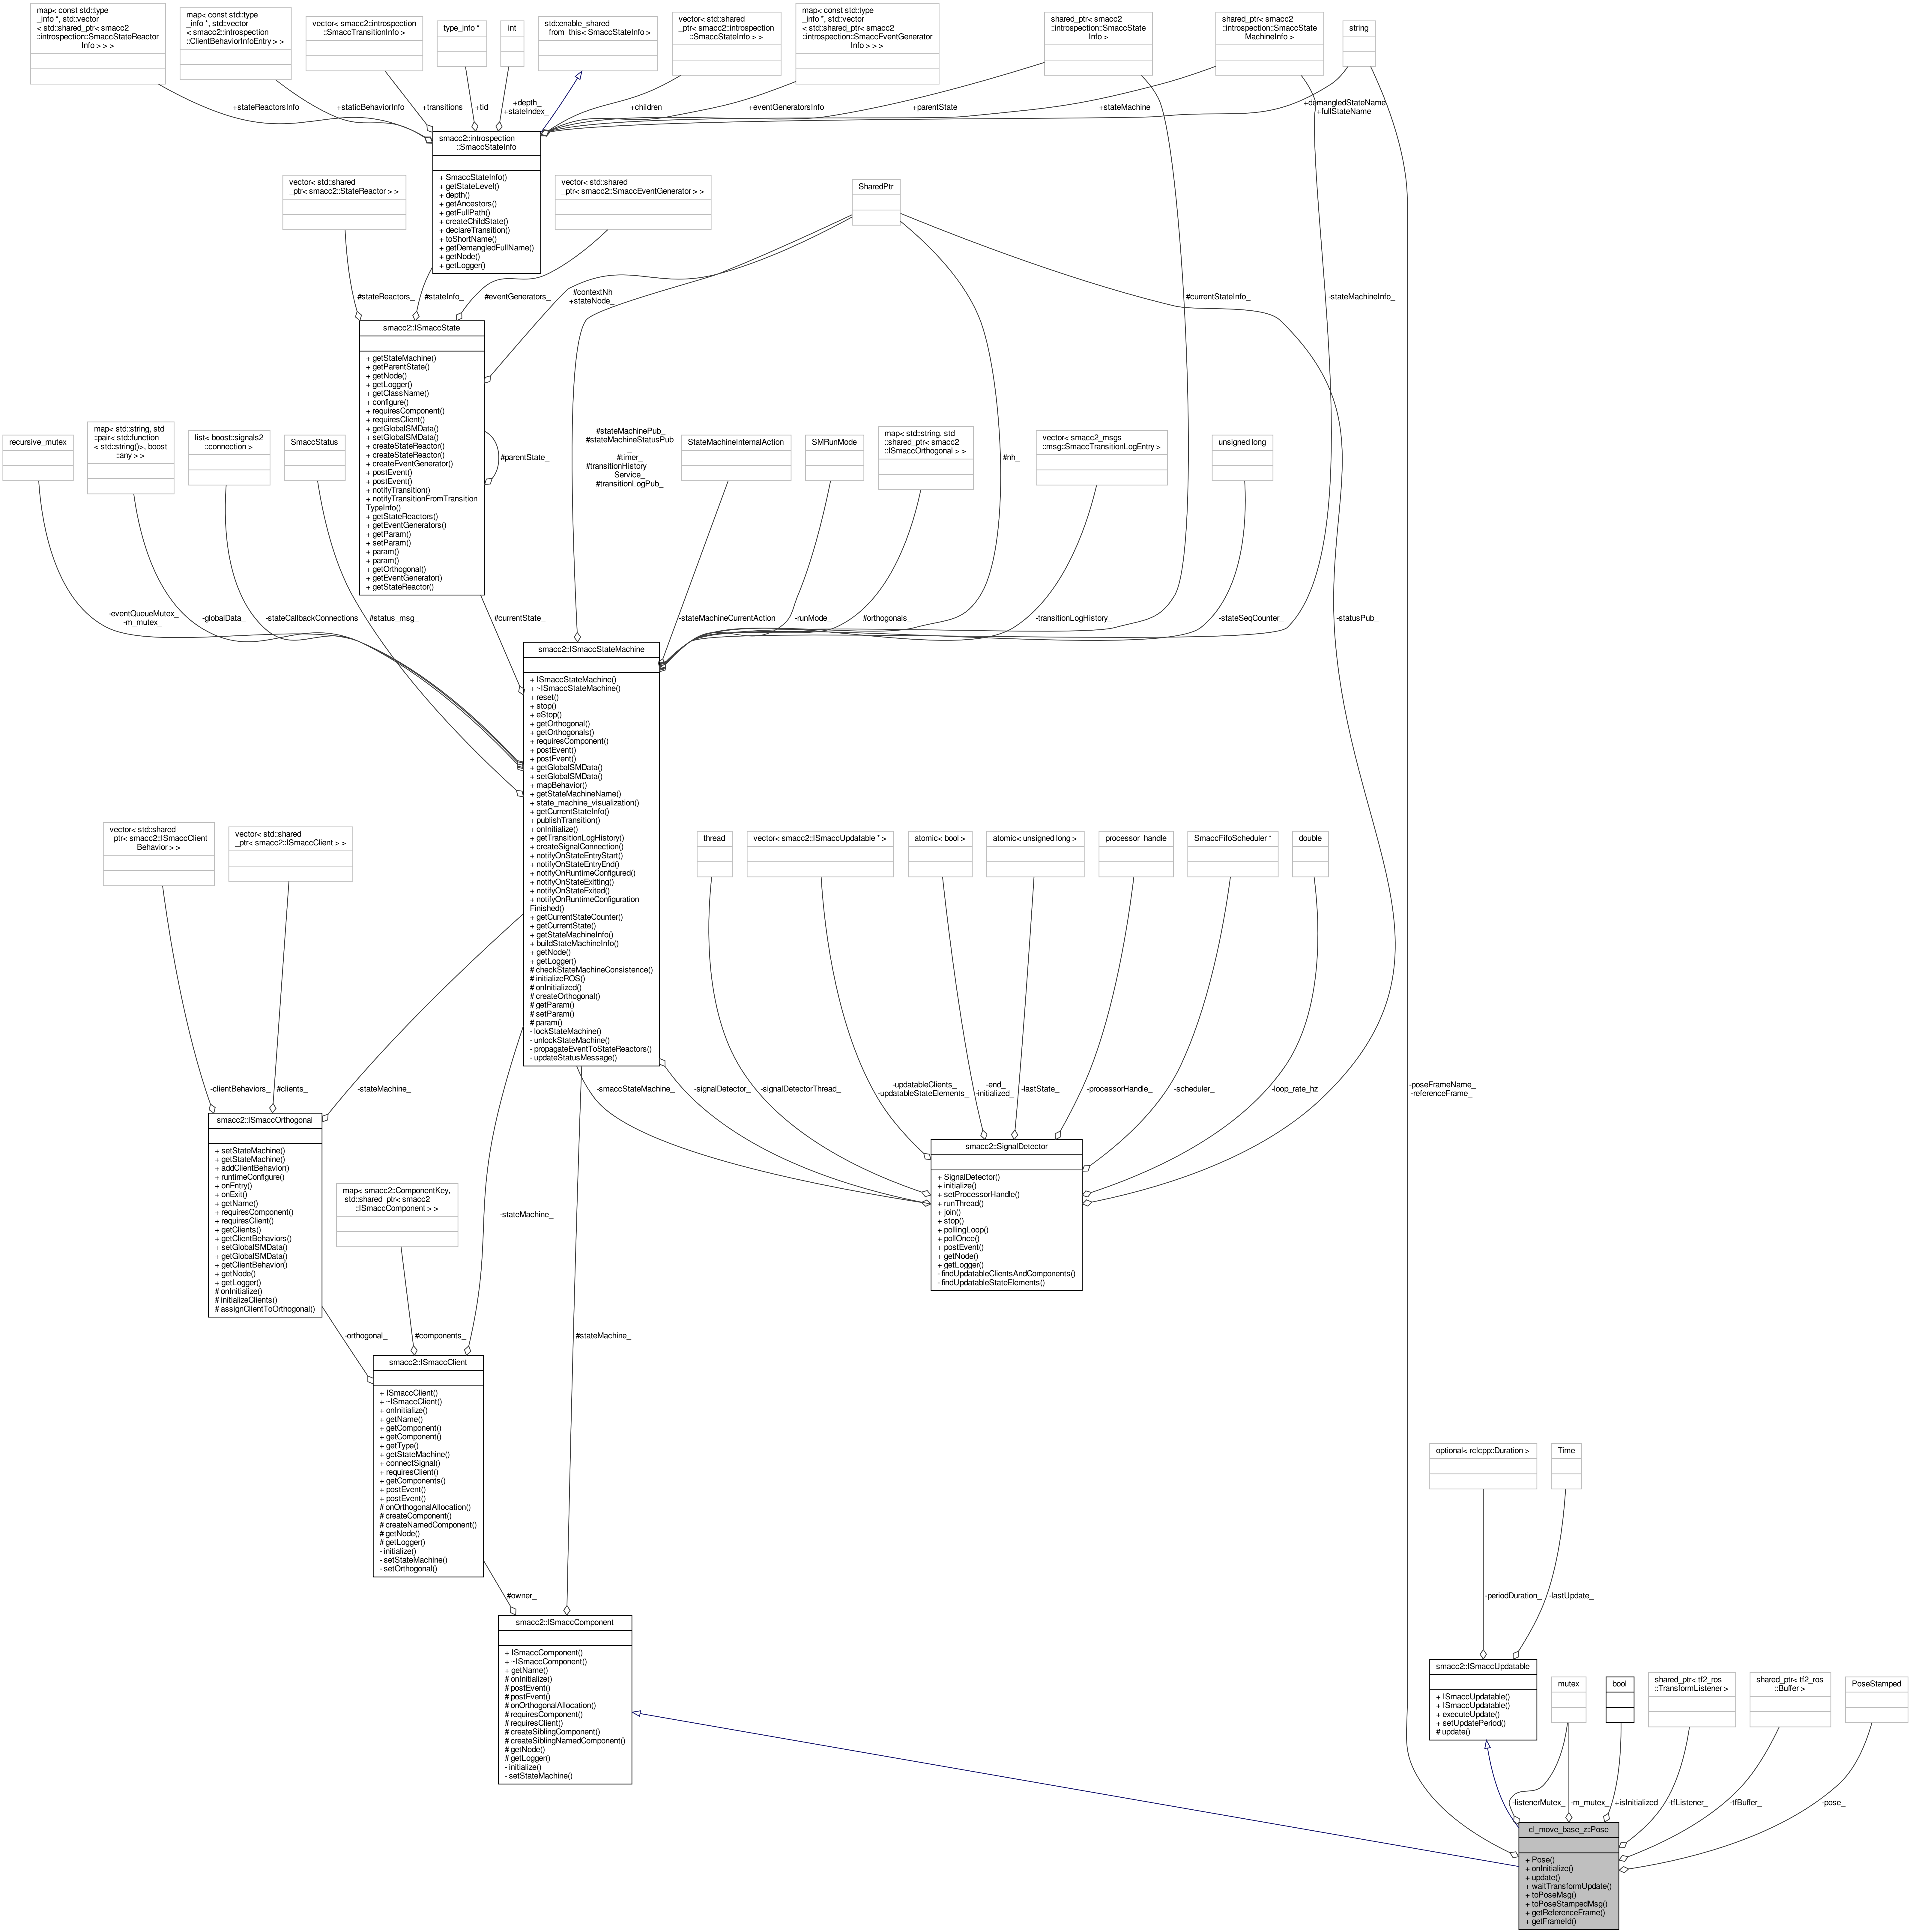 map< const std::type
_info *, std::vector
< std::shared_ptr< smacc2
::introspection::SmaccStateReactor
Info > > >
map< const std::type
_info *, std::vector
< smacc2::introspection
::ClientBehaviorInfoEntry > >
vector< smacc2::introspection
::SmaccTransitionInfo >
type_info *
int
std::enable_shared
_from_this< SmaccStateInfo >
vector< std::shared
_ptr< smacc2::introspection
::SmaccStateInfo > >
map< const std::type
_info *, std::vector
< std::shared_ptr< smacc2
::introspection::SmaccEventGenerator
Info > > >
shared_ptr< smacc2
::introspection::SmaccState
Info >
shared_ptr< smacc2
::introspection::SmaccState
MachineInfo >
string
+stateReactorsInfo
+staticBehaviorInfo
+transitions_
+tid_
+depth_
+stateIndex_
+children_
+eventGeneratorsInfo
+parentState_
+stateMachine_
+demangledStateName
+fullStateName
smacc2::introspection
::SmaccStateInfo
+ SmaccStateInfo()
+ getStateLevel()
+ depth()
+ getAncestors()
+ getFullPath()
+ createChildState()
+ declareTransition()
+ toShortName()
+ getDemangledFullName()
+ getNode()
+ getLogger()
vector< std::shared
_ptr< smacc2::StateReactor > >
vector< std::shared
_ptr< smacc2::SmaccEventGenerator > >
SharedPtr
#stateReactors_
#stateInfo_
#eventGenerators_
#contextNh
+stateNode_
#currentStateInfo_
-stateMachineInfo_
smacc2::ISmaccState
+ getStateMachine()
+ getParentState()
+ getNode()
+ getLogger()
+ getClassName()
+ configure()
+ requiresComponent()
+ requiresClient()
+ getGlobalSMData()
+ setGlobalSMData()
+ createStateReactor()
+ createStateReactor()
+ createEventGenerator()
+ postEvent()
+ postEvent()
+ notifyTransition()
+ notifyTransitionFromTransition
TypeInfo()
+ getStateReactors()
+ getEventGenerators()
+ getParam()
+ setParam()
+ param()
+ param()
+ getOrthogonal()
+ getEventGenerator()
+ getStateReactor()
#parentState_
recursive_mutex
map< std::string, std
::pair< std::function
< std::string()>, boost
::any > >
list< boost::signals2
::connection >
SmaccStatus
#stateMachinePub_
#stateMachineStatusPub
_
#timer_
#transitionHistory
Service_
#transitionLogPub_
StateMachineInternalAction
SMRunMode
map< std::string, std
::shared_ptr< smacc2
::ISmaccOrthogonal > >
#nh_
vector< smacc2_msgs
::msg::SmaccTransitionLogEntry >
unsigned long
-eventQueueMutex_
-m_mutex_
-globalData_
-stateCallbackConnections
#status_msg_
#currentState_
-stateMachineCurrentAction
-runMode_
#orthogonals_
-transitionLogHistory_
-stateSeqCounter_
-statusPub_
smacc2::ISmaccStateMachine
+ ISmaccStateMachine()
+ ~ISmaccStateMachine()
+ reset()
+ stop()
+ eStop()
+ getOrthogonal()
+ getOrthogonals()
+ requiresComponent()
+ postEvent()
+ postEvent()
+ getGlobalSMData()
+ setGlobalSMData()
+ mapBehavior()
+ getStateMachineName()
+ state_machine_visualization()
+ getCurrentStateInfo()
+ publishTransition()
+ onInitialize()
+ getTransitionLogHistory()
+ createSignalConnection()
+ notifyOnStateEntryStart()
+ notifyOnStateEntryEnd()
+ notifyOnRuntimeConfigured()
+ notifyOnStateExitting()
+ notifyOnStateExited()
+ notifyOnRuntimeConfiguration
Finished()
+ getCurrentStateCounter()
+ getCurrentState()
+ getStateMachineInfo()
+ buildStateMachineInfo()
+ getNode()
+ getLogger()
# checkStateMachineConsistence()
# initializeROS()
# onInitialized()
# createOrthogonal()
# getParam()
# setParam()
# param()
- lockStateMachine()
- unlockStateMachine()
- propagateEventToStateReactors()
- updateStatusMessage()
vector< std::shared
_ptr< smacc2::ISmaccClient
Behavior > >
vector< std::shared
_ptr< smacc2::ISmaccClient > >
thread
vector< smacc2::ISmaccUpdatable * >
atomic< bool >
atomic< unsigned long >
processor_handle
SmaccFifoScheduler *
double
-clientBehaviors_
#clients_
-stateMachine_
-smaccStateMachine_
-signalDetector_
-signalDetectorThread_
-updatableClients_
-updatableStateElements_
-end_
-initialized_
-lastState_
-processorHandle_
-scheduler_
-loop_rate_hz
-poseFrameName_
-referenceFrame_
smacc2::ISmaccOrthogonal
+ setStateMachine()
+ getStateMachine()
+ addClientBehavior()
+ runtimeConfigure()
+ onEntry()
+ onExit()
+ getName()
+ requiresComponent()
+ requiresClient()
+ getClients()
+ getClientBehaviors()
+ setGlobalSMData()
+ getGlobalSMData()
+ getClientBehavior()
+ getNode()
+ getLogger()
# onInitialize()
# initializeClients()
# assignClientToOrthogonal()
smacc2::SignalDetector
+ SignalDetector()
+ initialize()
+ setProcessorHandle()
+ runThread()
+ join()
+ stop()
+ pollingLoop()
+ pollOnce()
+ postEvent()
+ getNode()
+ getLogger()
- findUpdatableClientsAndComponents()
- findUpdatableStateElements()
map< smacc2::ComponentKey,
std::shared_ptr< smacc2
::ISmaccComponent > >
-stateMachine_
-orthogonal_
#components_
#stateMachine_
smacc2::ISmaccClient
+ ISmaccClient()
+ ~ISmaccClient()
+ onInitialize()
+ getName()
+ getComponent()
+ getComponent()
+ getType()
+ getStateMachine()
+ connectSignal()
+ requiresClient()
+ getComponents()
+ postEvent()
+ postEvent()
# onOrthogonalAllocation()
# createComponent()
# createNamedComponent()
# getNode()
# getLogger()
- initialize()
- setStateMachine()
- setOrthogonal()
optional< rclcpp::Duration >
Time
#owner_
-periodDuration_
-lastUpdate_
smacc2::ISmaccComponent
+ ISmaccComponent()
+ ~ISmaccComponent()
+ getName()
# onInitialize()
# postEvent()
# postEvent()
# onOrthogonalAllocation()
# requiresComponent()
# requiresClient()
# createSiblingComponent()
# createSiblingNamedComponent()
# getNode()
# getLogger()
- initialize()
- setStateMachine()
smacc2::ISmaccUpdatable
+ ISmaccUpdatable()
+ ISmaccUpdatable()
+ executeUpdate()
+ setUpdatePeriod()
# update()
mutex
bool
shared_ptr< tf2_ros
::TransformListener >
shared_ptr< tf2_ros
::Buffer >
PoseStamped
-listenerMutex_
-m_mutex_
+isInitialized
-tfListener_
-tfBuffer_
-pose_
cl_move_base_z::Pose
+ Pose()
+ onInitialize()
+ update()
+ waitTransformUpdate()
+ toPoseMsg()
+ toPoseStampedMsg()
+ getReferenceFrame()
+ getFrameId()